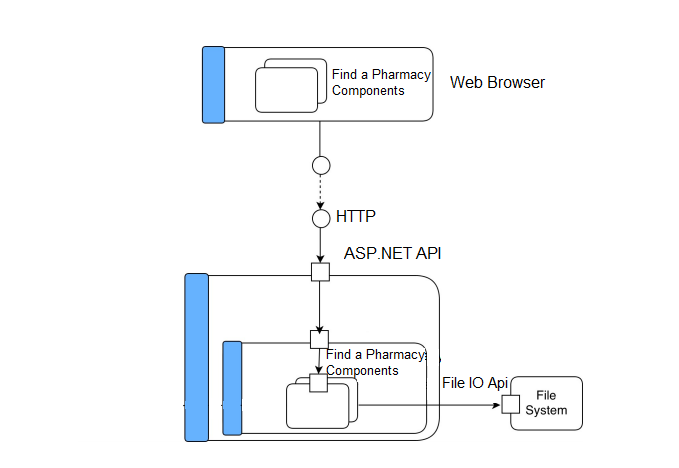 Find a Pharmacy
Components
Web Browser
HTTP
ASP.NET API
Find a Pharmacy
Components
File IO Api
File
System